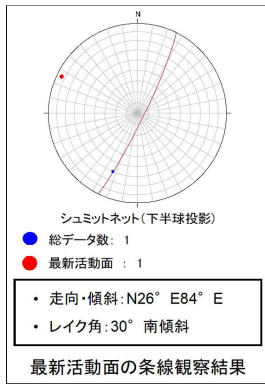 N
シュミットネット(下半球投影)
総データ数: 1
最新活動面 : 1
・ 走向・傾斜:N26° E84° E
・ レイク角:30° 南傾斜
最新活動面の条線観察結果